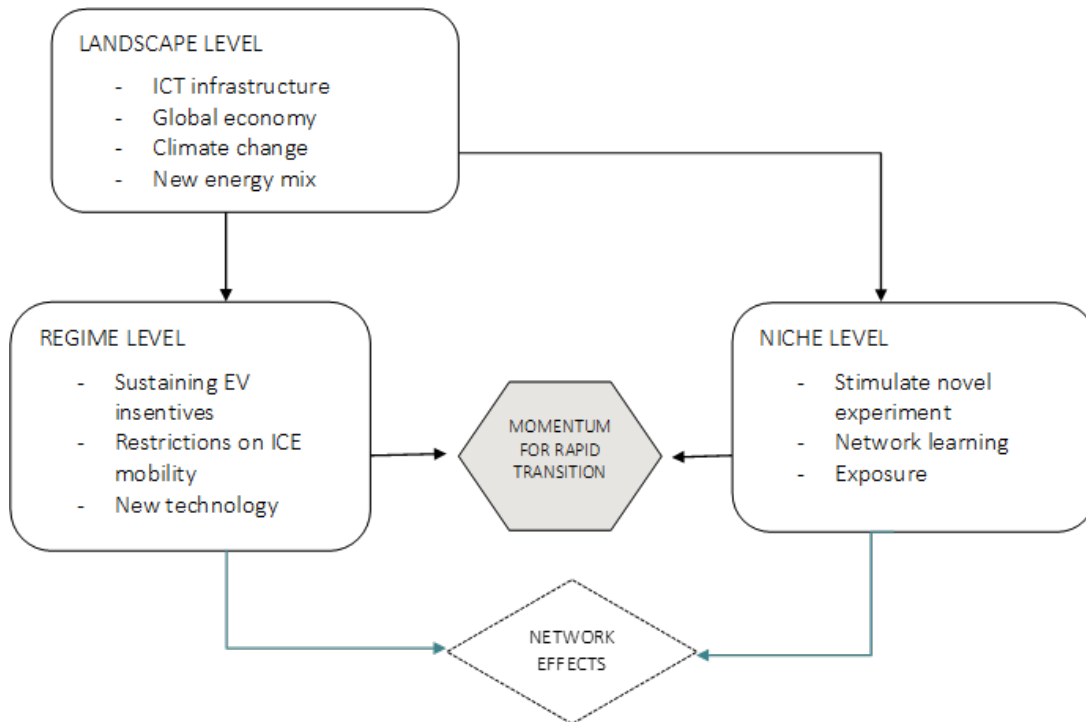 LANDSCAPE LEVEL
- ICT infrastructure
- Global economy
- Climate change
- New energy mix
REGIME LEVEL
- Sustaining EV
insentives
- Restrictions on ICE
mobility
- New technology
MOMENTUM
FOR RAPID
TRANSITION
NICHE LEVEL
- Stimulate novel
experiment
- Network learning
- Exposure
NETWORK
EFFECTS